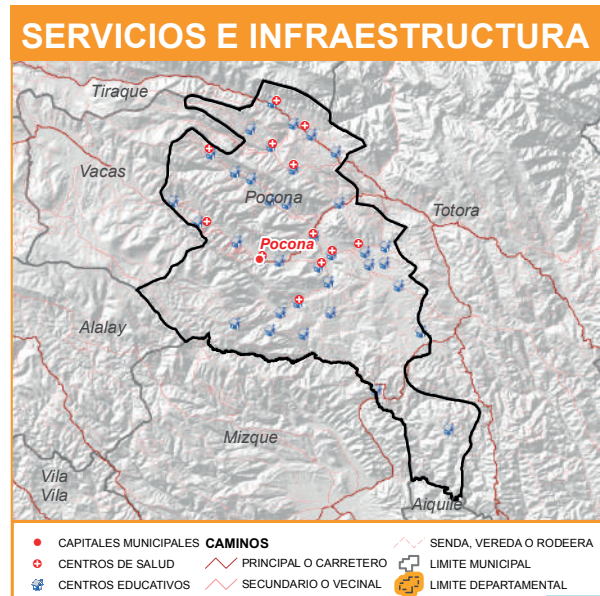 SERVICIOS E INFRAESTRUCTURA
Tiraque
Vacas
Pocona
Totora
Pocona
Alalay
Mizque
Vila
Vila
Aiquile
CAPITALES MUNICIPALES
CENTROS DE SALUD
CENTROS EDUCATIVOS
CAMINOS
PRINCIPAL O CARRETERO
SECUNDARIO O VECINAL
SENDA, VEREDA O RODEERA
LIMITE MUNICIPAL
LIMITE DEPARTAMENTAL